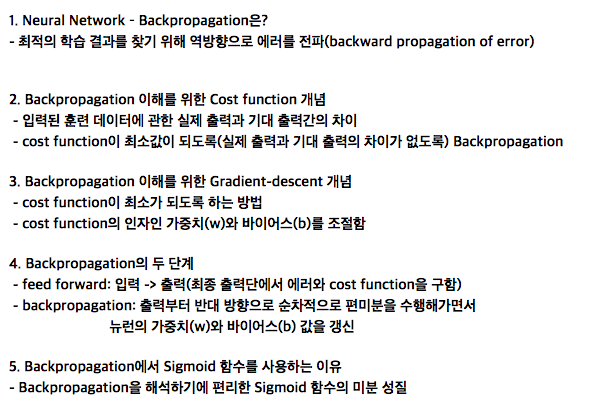 1. Neural Network - Backpropagation은?
- 최적의 학습 결과를 찾기 위해 역방향으로 에러를 전파(backward propagation of error)
2. Backpropagation 이해를 위한 Cost function 개념
- 입력된 훈련 데이터에 관한 실제 출력과 기대 출력간의 차이
- cost function이 최소값이 되도록(실제 출력과 기대 출력의 차이가 없도록) Backpropagation
3. Backpropagation 이해를 위한 Gradient-descent 개념
- cost function이 최소가 되도록 하는 방법
- cost function의 인자인 가중치(w)와 바이어스(b)를 조절함
4. Backpropagation의 두 단계
- feed forward: 입력 -> 출력(최종 출력단에서 에러와 cost function을 구함)
- backpropagation: 출력부터 반대 방향으로 순차적으로 편미분을 수행해가면서
뉴런의 가중치(w)와 바이어스(b) 값을 갱신
5. Backpropagation에서 Sigmoid 함수를 사용하는 이유
- Backpropagation을 해석하기에 편리한 Sigmoid 함수의 미분 성질